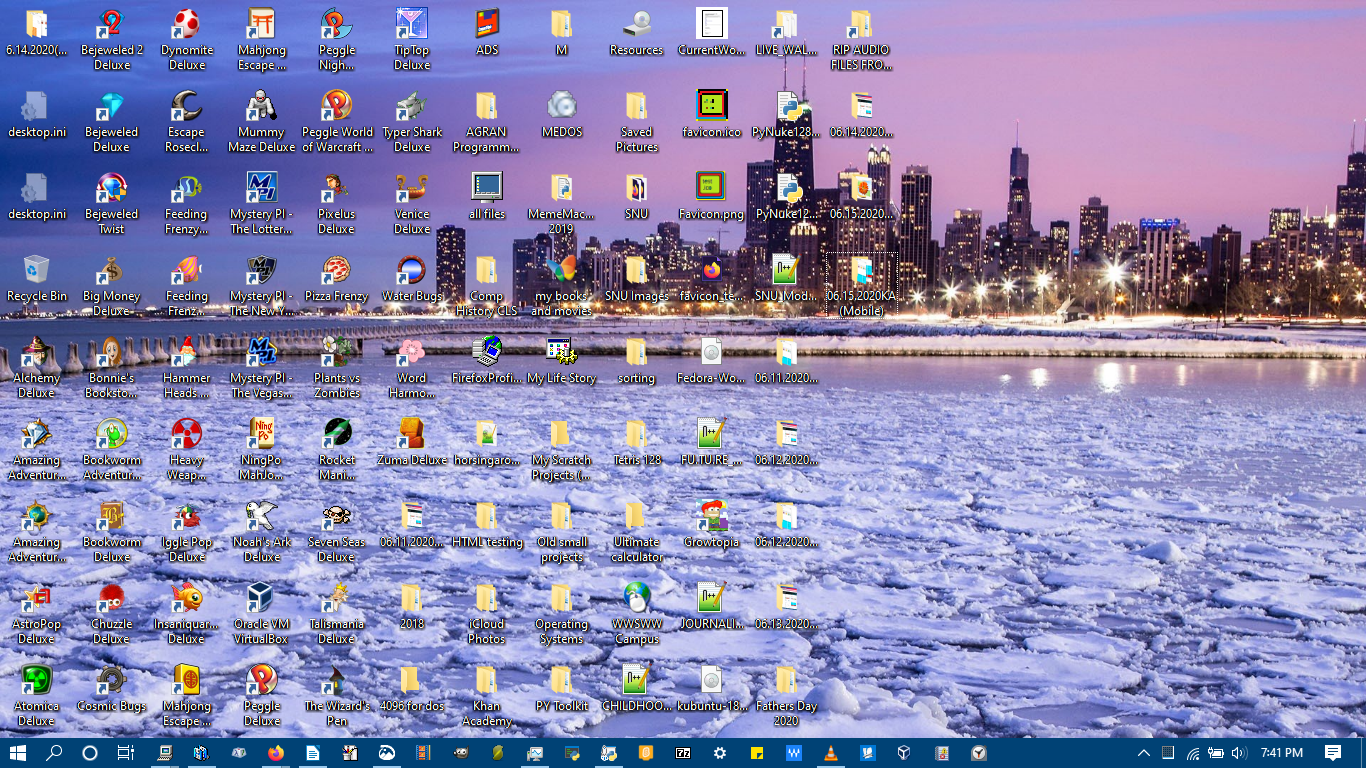 6.14.2020(...
Bejeweled 2
Deluxe
Dynomite
Deluxe
Mahjong
Escape ...
Peggle
Nigh...
TipTop
Deluxe
ADS
M
Resources
CurrentWo...
LIVE_WAL...
RIP AUDIO
FILES FRO...
desktop.ini
Bejeweled
Deluxe
Escape
Rosecl...
Mummy
Maze Deluxe
Peggle World
of Warcraft ...
Typer Shark
Deluxe
AGRAN
Programm...
MEDOS
Saved
Pictures
favicon.ico
PyNuke128...
06.14.2020...
desktop.ini
Bejeweled
Twist
Feeding
Frenzy...
Mystery PI -
The Lotter...
Pixelus
Deluxe
Venice
Deluxe
all files
MemeMac...
2019
SNU
test
.ico
Favicon.png
PyNuke12...
06.15.2020...
Recycle Bin
Big Money
Deluxe
Feeding
Frenz...
Mystery PI -
The New Y...
Pizza Frenzy
Water Bugs
Comp
History CLS
my books
and movies
SNU Images
favicon_te...
SNU_Mod...
06.15.2020KA
(Mobile)
Alchemy
Deluxe
Bonnie's
Booksto...
Hammer
Heads ...
Mystery PI -
The Vegas...
Plants vs
Zombies
Word
Harmo...
FirefoxProfi...
My Life Story
sorting
Fedora-Wo...
06.11.2020...
Amazing
Adventur...
Bookworm
Adventur...
Heavy
Weap...
NingPo
MahJo...
Rocket
Mani...
Zuma Deluxe
horsingaro...
My Scratch
Projects (...
Tetris 128
FUTUIRE_...
06.12.2020...
Amazing
Adventur...
Bookworm
Deluxe
Iggle Pop
Deluxe
Noah's Ark
Deluxe
Seven Seas
Deluxe
06.11.2020...
HTML testing
Old small
projects
Ultimate
calculator
Growtopia
06.12.2020...
AstroPop
Deluxe
Chuzzle
Deluxe
Insaniquar...
Deluxe
Oracle VM
VirtualBox
Talismania
Deluxe
2018
iCloud
Photos
Operating
Systems
WWSWW
Campus
JOURNALI...
06.13.2020...
Atomica
Deluxe
Cosmic Bugs
Mahjong
Escape ...
Peggle
Deluxe
The Wizard's
Pen
4096 for dos
Khan
Academy
PY Toolkit
CHILDHOO...
kubuntu-18...
Fathers Day
2020
7:41 PM